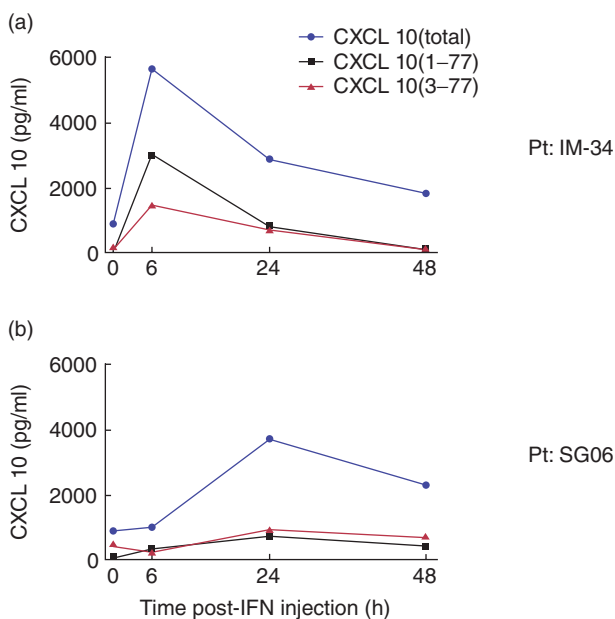 (a)
CXCL 10(total)
CXCL 10(1–77)
CXCL 10(3–77)
CXCL 10 (pg/ml)
6000
4000
2000
0
0 6 24 48
Pt: IM-34
(b)
CXCL 10 (pg/ml)
6000
4000
2000
0
0 6 24 48
Pt: SG06
Time post-IFN injection (h)